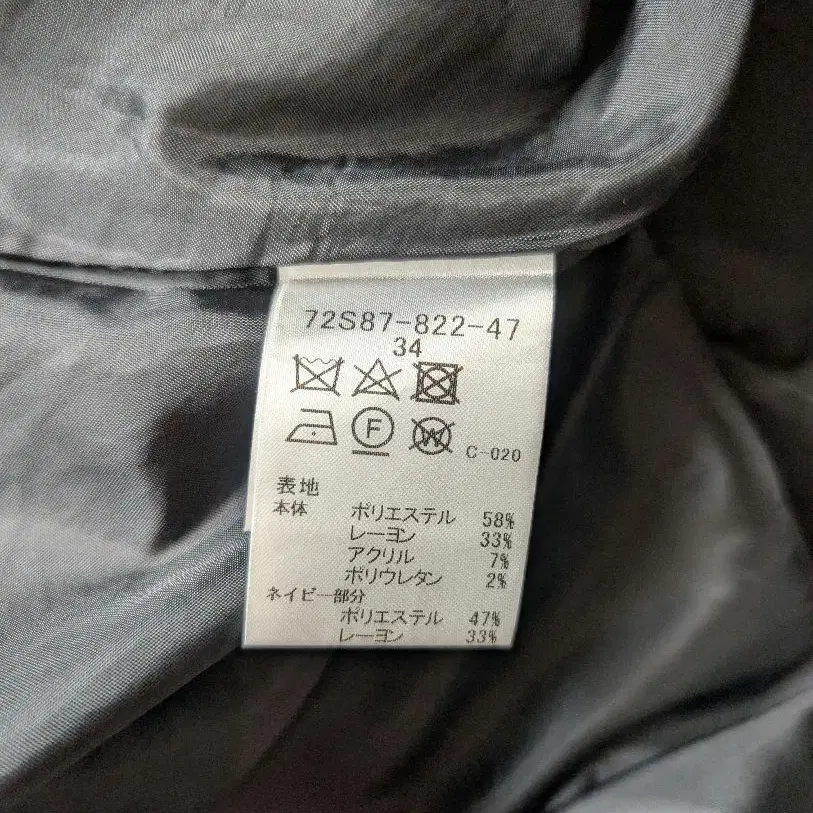 72S87-822-47
34
F W C-020
表地
本体 ポリエステル 58%
レーヨン 33%
アクリル 7%
ポリウレタン 2%
ネイビー部分
ポリエステル 47%
レーヨン 33%